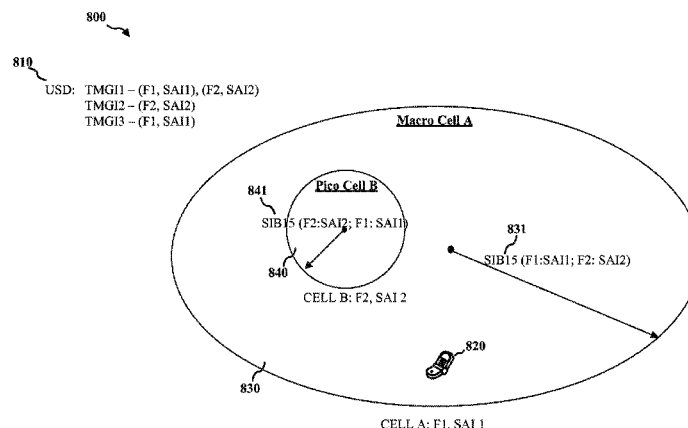 800
810
USD: TMGI1 – (F1, SAI1), (F2, SAI2)
TMGI2 – (F2, SAI2)
TMGI3 – (F1, SAI1)
Macro Cell A
Pico Cell B
841
SIB15 (F2:SAI2; F1: SAI1)
831
SIB15 (F1:SAI1; F2: SAI2)
840
CELL B: F2, SAI 2
820
830
CELL A: F1, SAI 1